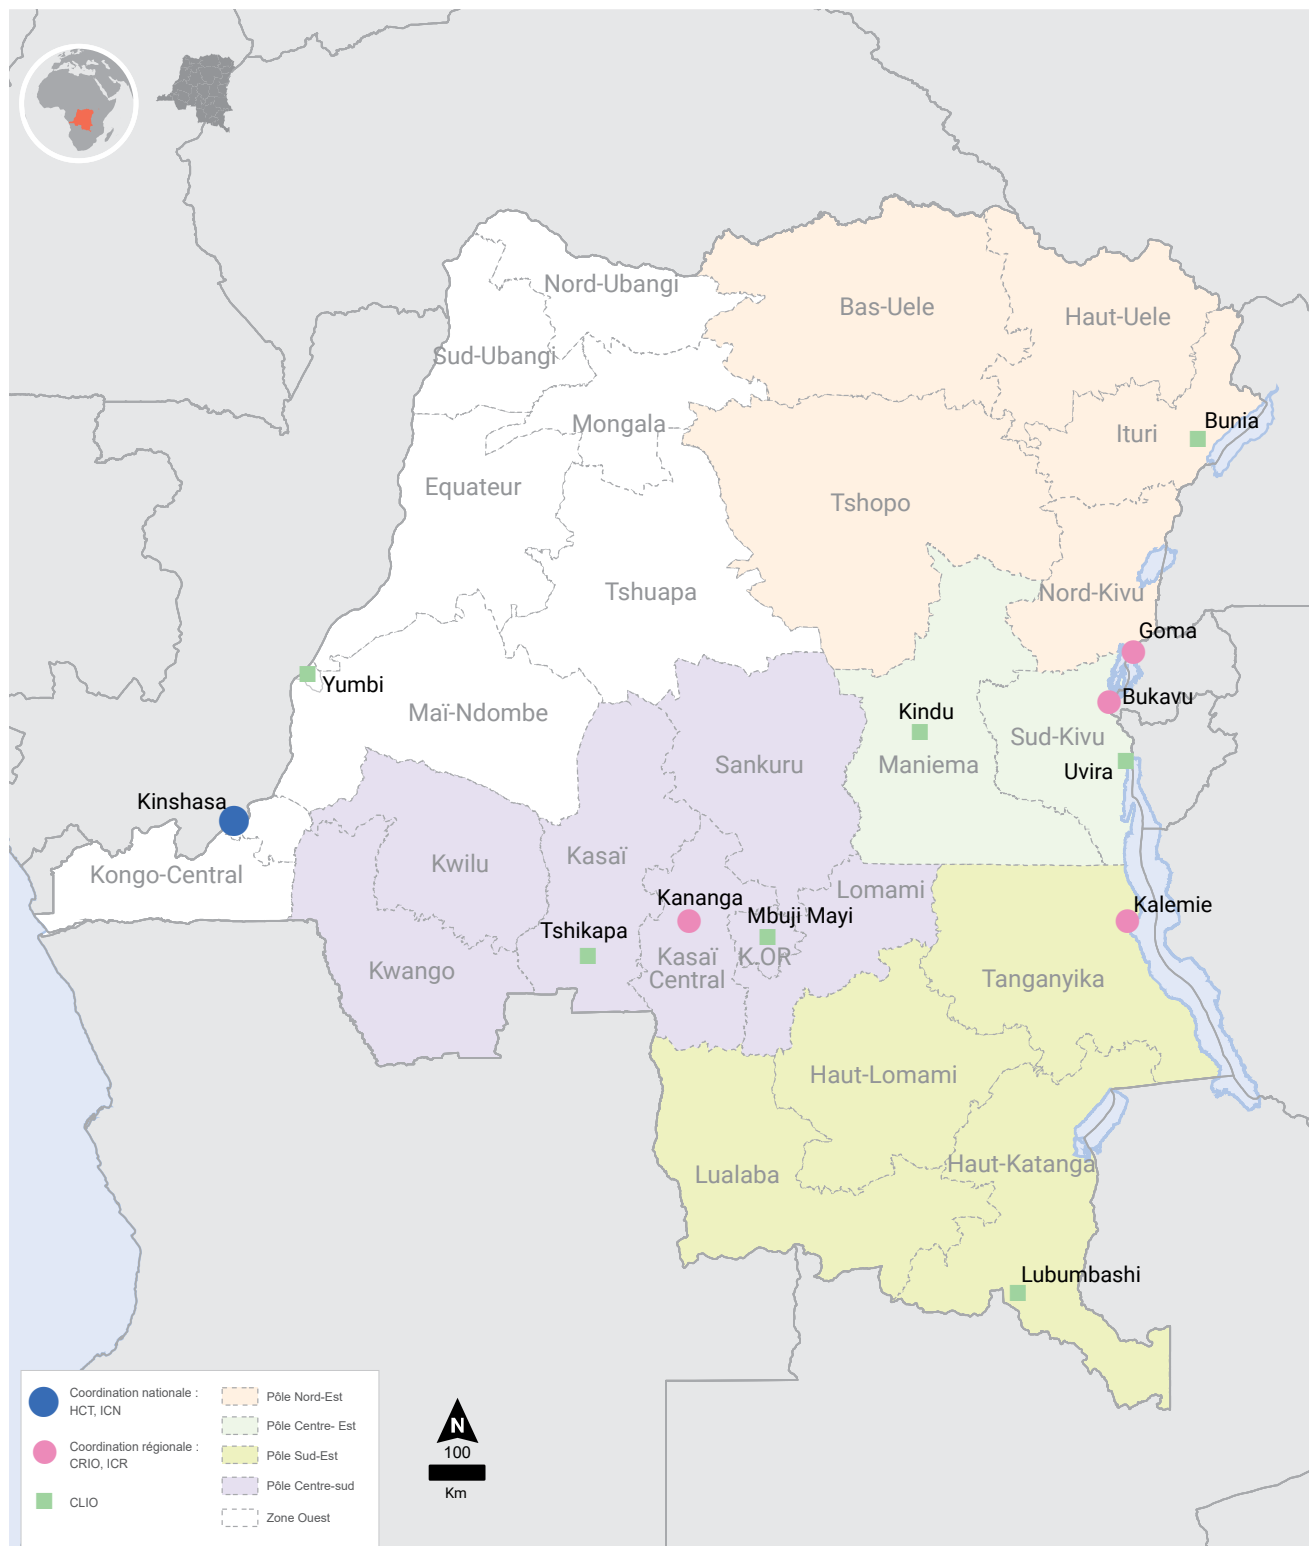 Nord-Ubangi
Bas-Uele
Haut-Uele
Sud-Ubangi
Mongala
Ituri
Bunia
Equateur
Tshopo
Tshuapa
Nord-Kivu
Goma
Yumbi
Bukavu
Maï-Ndombe
Kindu
Sud-Kivu
Sankuru
Maniema
Uvira
Kinshasa
Kongo-Central
Kwilu
Kasaï
Kananga
Lomami
Mbuji Mayi
Kalemie
Tshikapa
Kasaï
Central
K.OR
Kwango
Tanganyika
Haut-Lomami
Haut-Katanga
Lualaba
Lubumbashi
Coordination nationale :
HCT, ICN
Coordination régionale :
CRIO, ICR
CLIO
Pôle Nord-Est
Pôle Centre- Est
Pôle Sud-Est
Pôle Centre-sud
Zone Ouest
N
100
Km